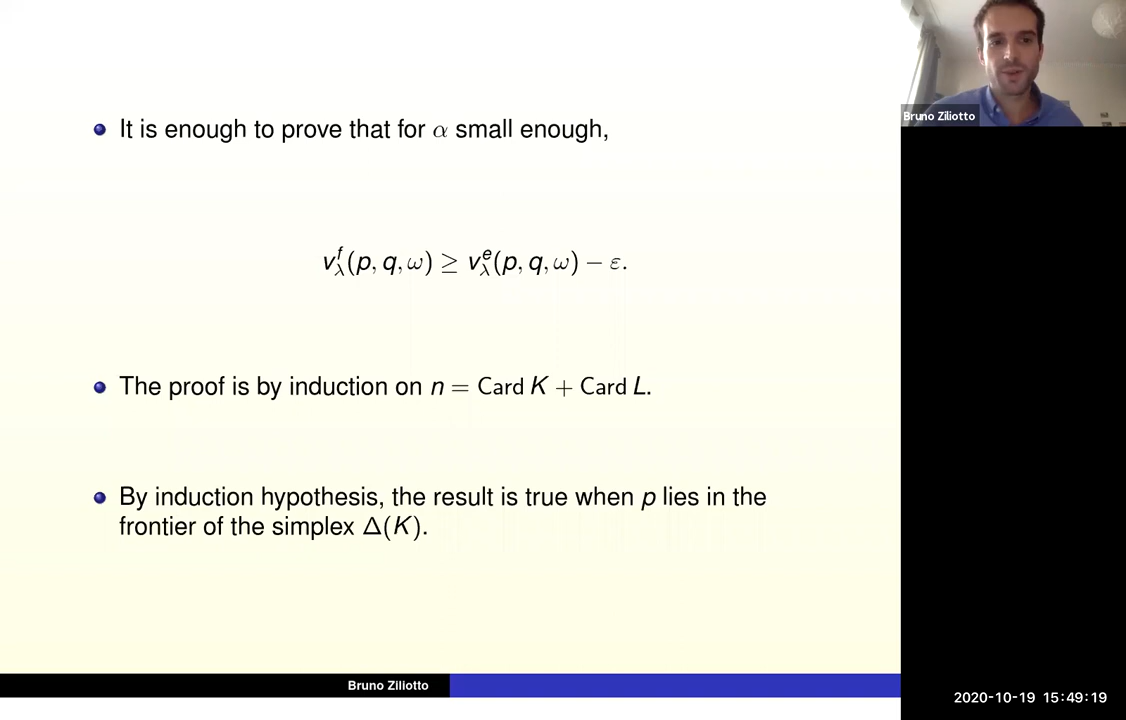 It is enough to prove that for α small enough,
v^f_λ(p, q, ω) ≥ v^e_λ(p, q, ω) − ε.
The proof is by induction on n = Card K + Card L.
By induction hypothesis, the result is true when p lies in the
frontier of the simplex Δ(K).
Bruno Ziliotto
Bruno Ziliotto
2020-10-19 15:49:19